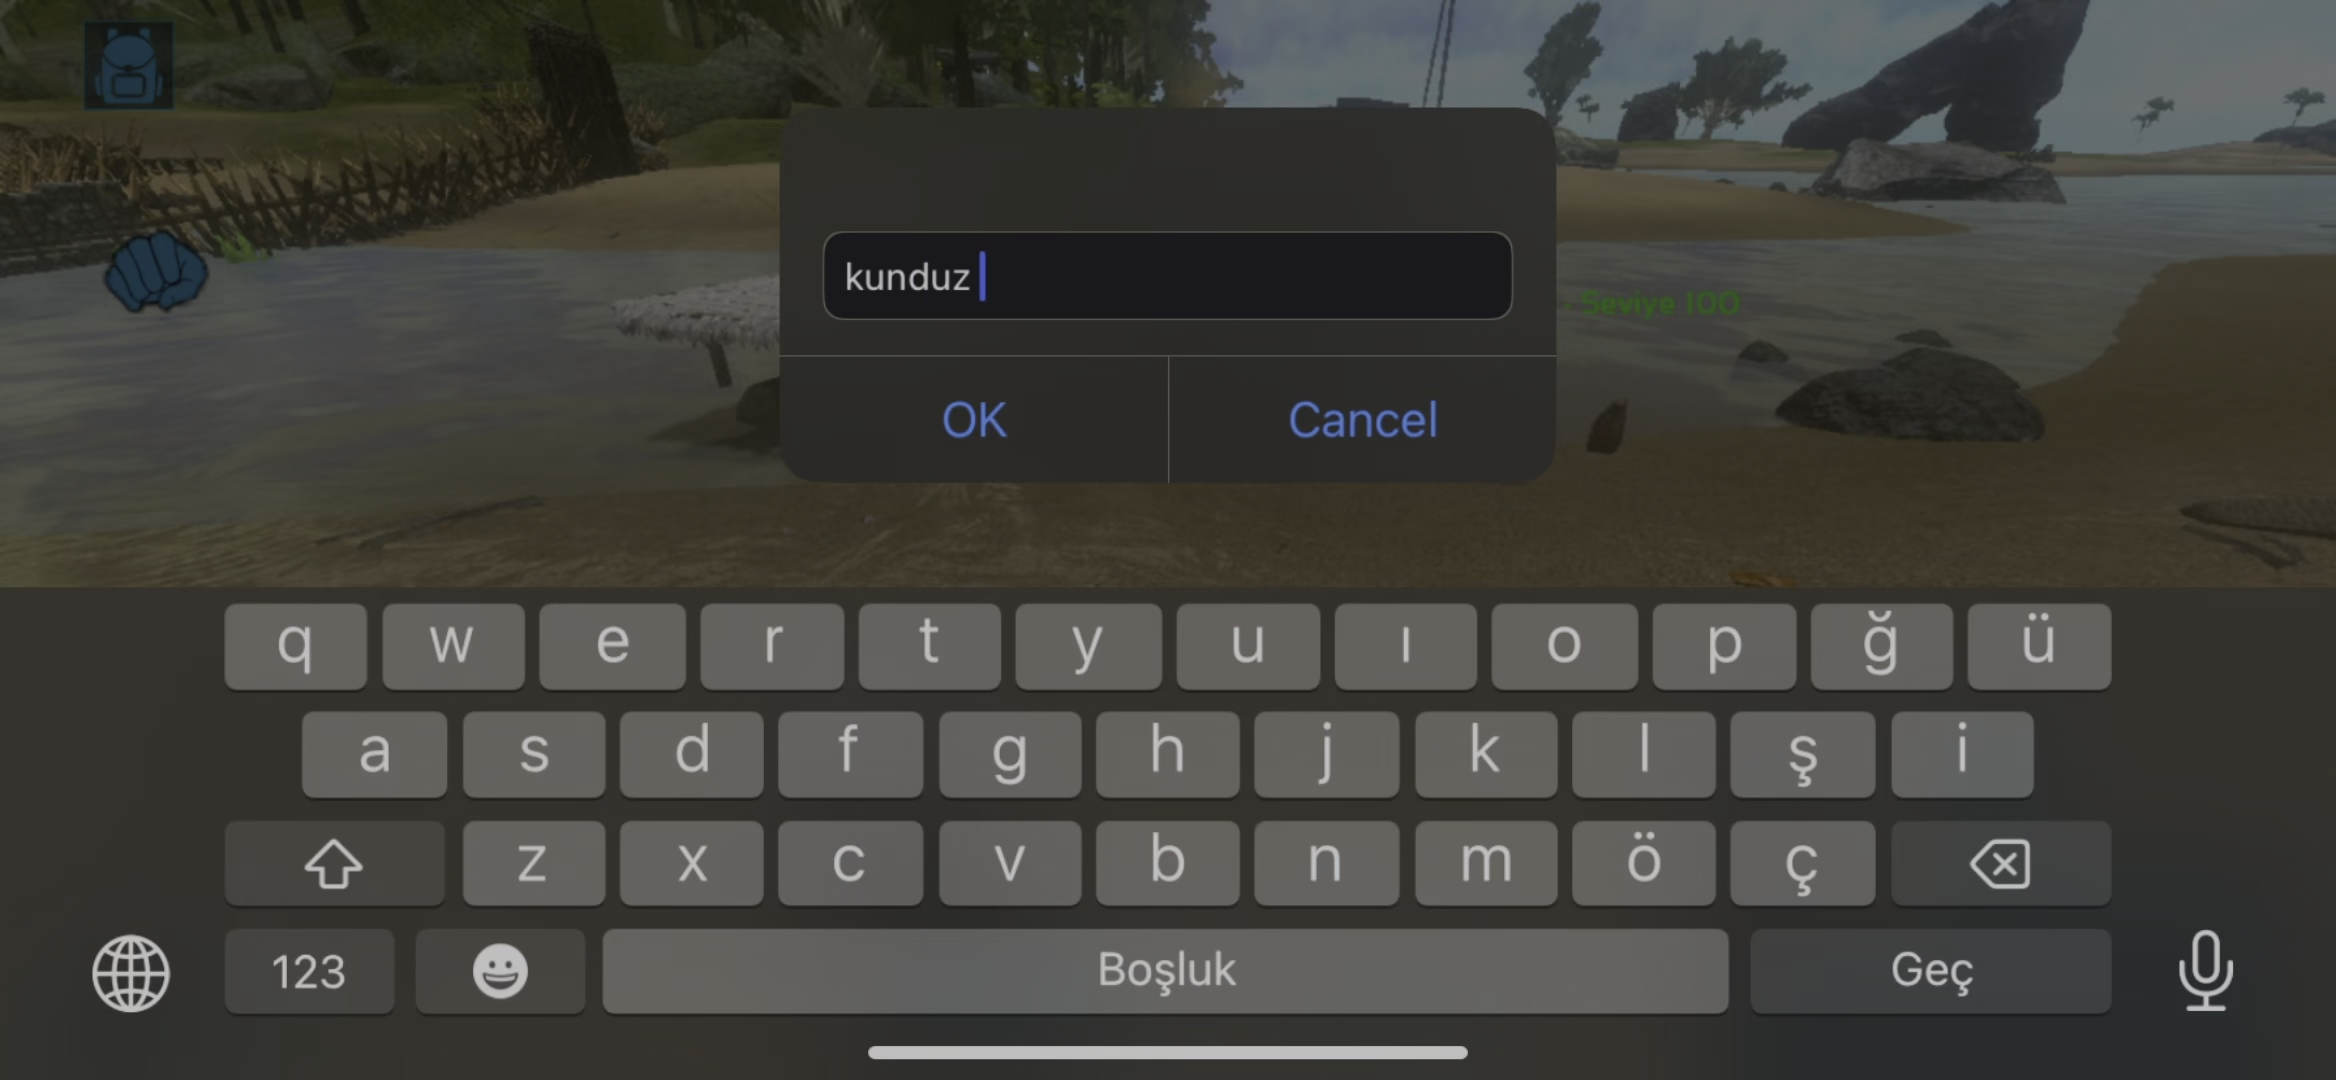 kunduz
- Seviye 100
OK
Cancel
q w e r t y u ı o p ğ ü
a s d f g h j k l ş i
z x c v b n m ö ç
123
Boşluk
Geç